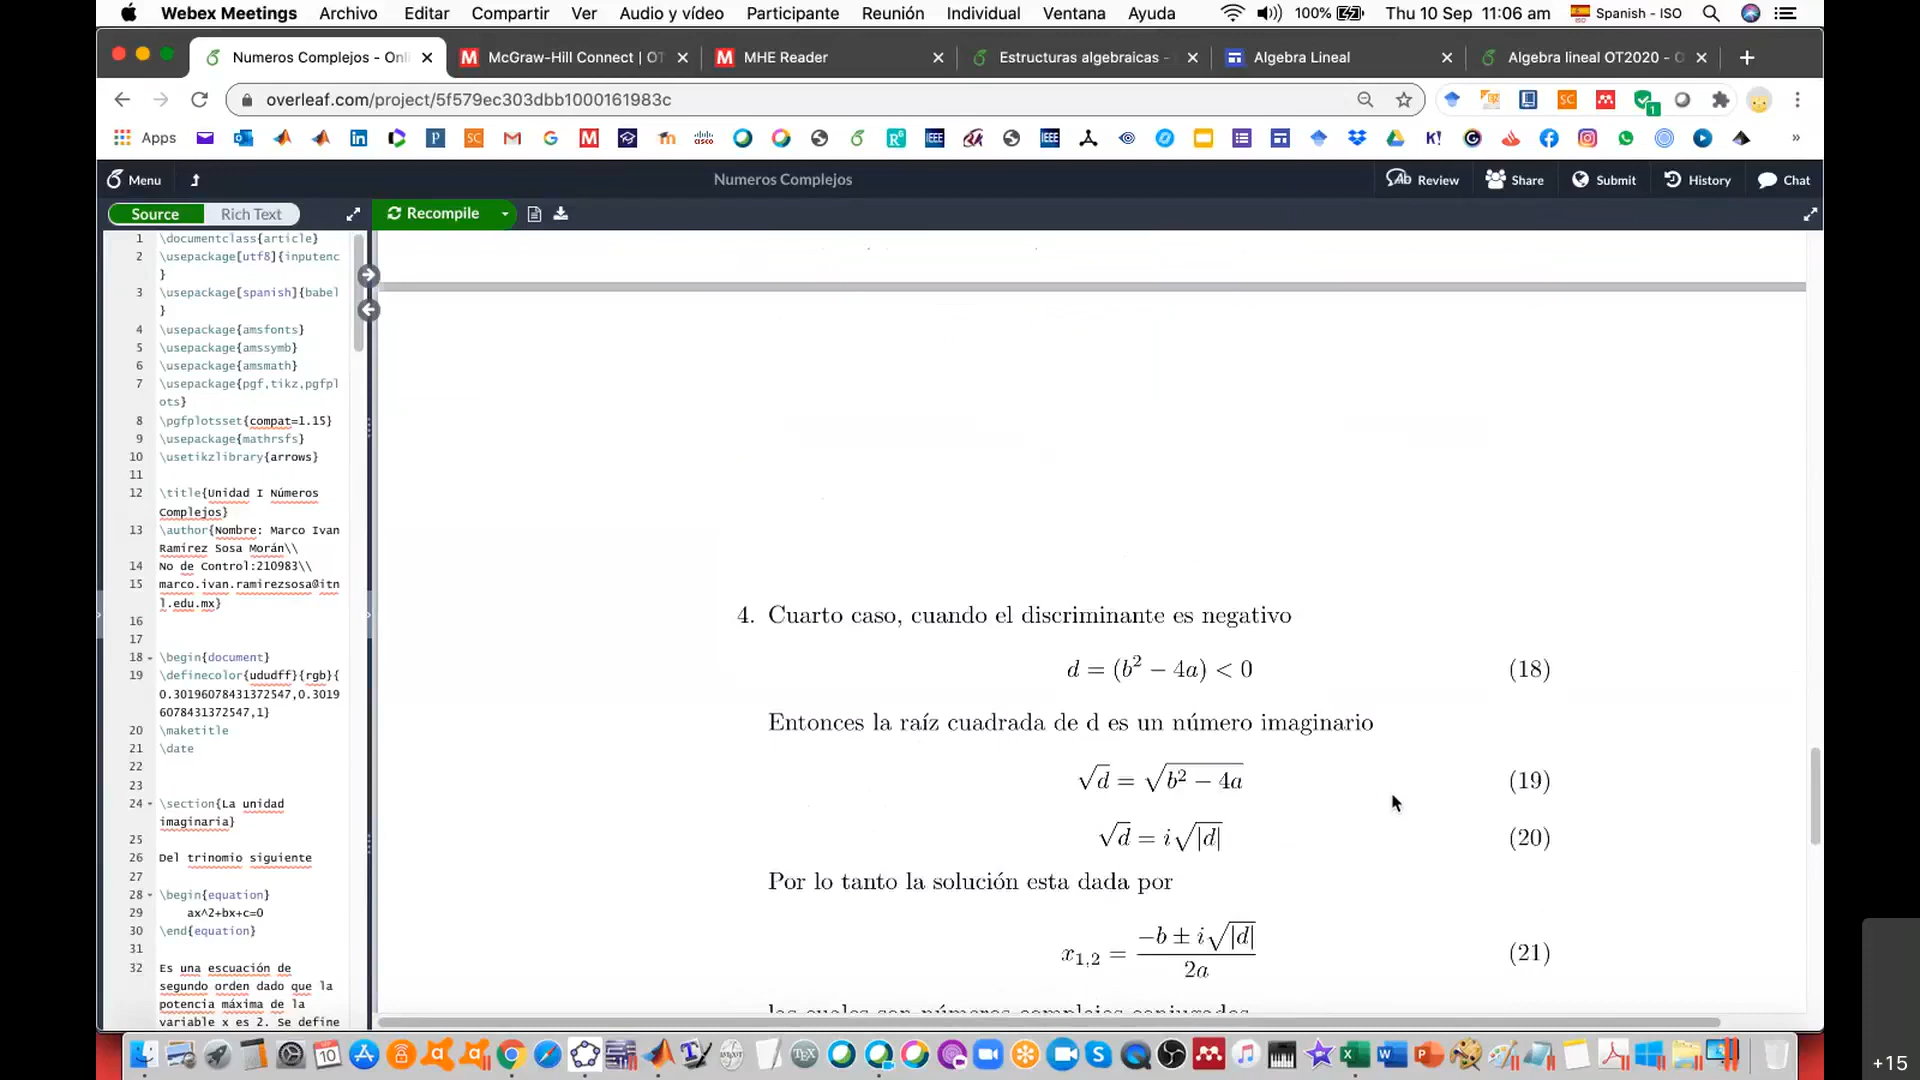 Webex Meetings Archivo Editar Compartir Ver Audio y vídeo Participante Reunión Individual Ventana Ayuda 100% Thu 10 Sep 11:06 am Spanish - ISO
Numeros Complejos - Onli McGraw-Hill Connect | OT MHE Reader Estructuras algebraicas - Algebra Lineal Algebra lineal OT2020 - O
overleaf.com/project/5f579ec303dbb1000161983c
Apps
Menu Numeros Complejos Review Share Submit History Chat
Source Rich Text Recompile
1 \documentclass{article}
2 \usepackage[utf8]{inputenc
}
3 \usepackage[spanish]{babel
}
4 \usepackage{amsfonts}
5 \usepackage{amssymb}
6 \usepackage{amsmath}
7 \usepackage{pgf,tikz,pgfpl
ots}
8 \pgfplotsset{compat=1.15}
9 \usepackage{mathrsfs}
10 \usetikzlibrary{arrows}
11
12 \title{Unidad I Números
Complejos}
13 \author{Nombre: Marco Ivan
Ramírez Sosa Morán\\
14 No de Control:210983\\
15 marco.ivan.ramirezsosa@itn
l.edu.mx}
16
17
18 \begin{document}
19 \definecolor{ududff}{rgb}{
0.30196078431372547,0.3019
6078431372547,1}
20 \maketitle
21 \date
22
23
24 \section{La unidad
imaginaria}
25
26 Del trinomio siguiente
27
28 \begin{equation}
29 ax^2+bx+c=0
30 \end{equation}
31
32 Es una escuación de
segundo orden dado que la
potencia máxima de la
variable x es 2. Se define
4. Cuarto caso, cuando el discriminante es negativo
d = (b² − 4a) < 0 (18)
Entonces la raíz cuadrada de d es un número imaginario
√d = √(b² − 4a) (19)
√d = i√|d| (20)
Por lo tanto la solución esta dada por
x₁,₂ = (−b ± i√|d|) / 2a (21)
los cuales son números complejos conjugados
+15